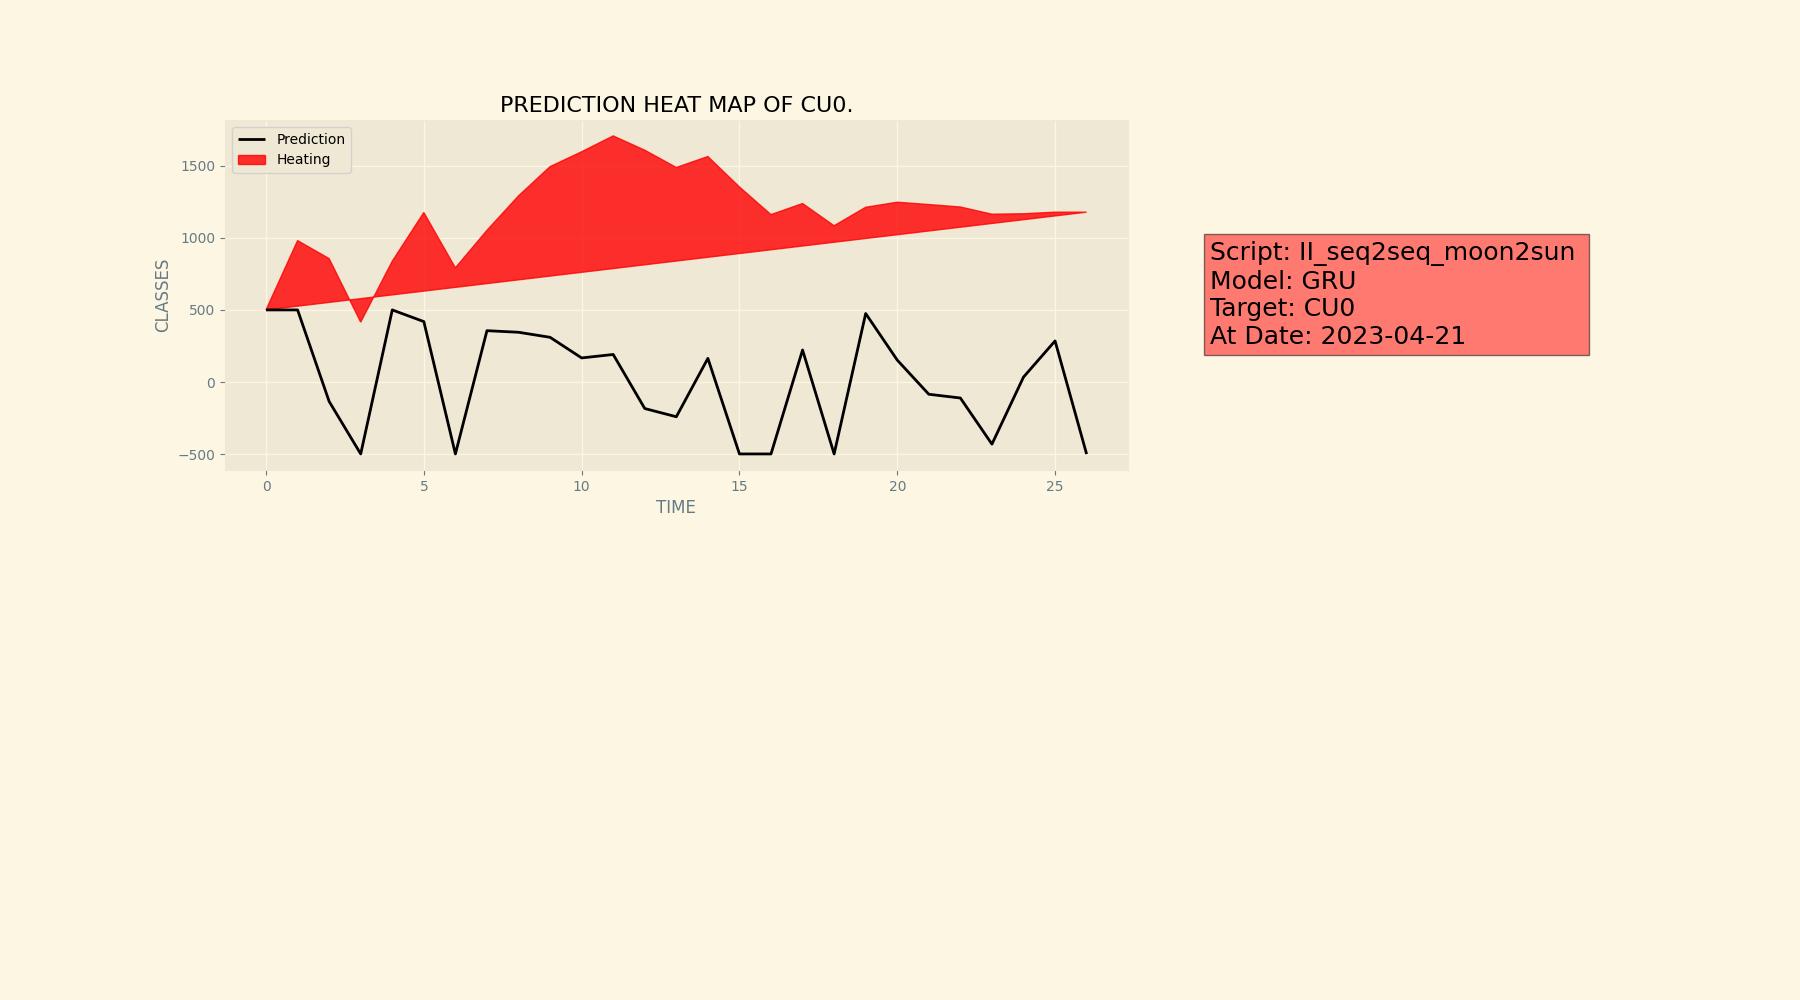 PREDICTION HEAT MAP OF CU0.
Prediction
Heating
CLASSES
1500
1000
500
0
−500
0 5 10 15 20 25
TIME
Script: II_seq2seq_moon2sun
Model: GRU
Target: CU0
At Date: 2023-04-21